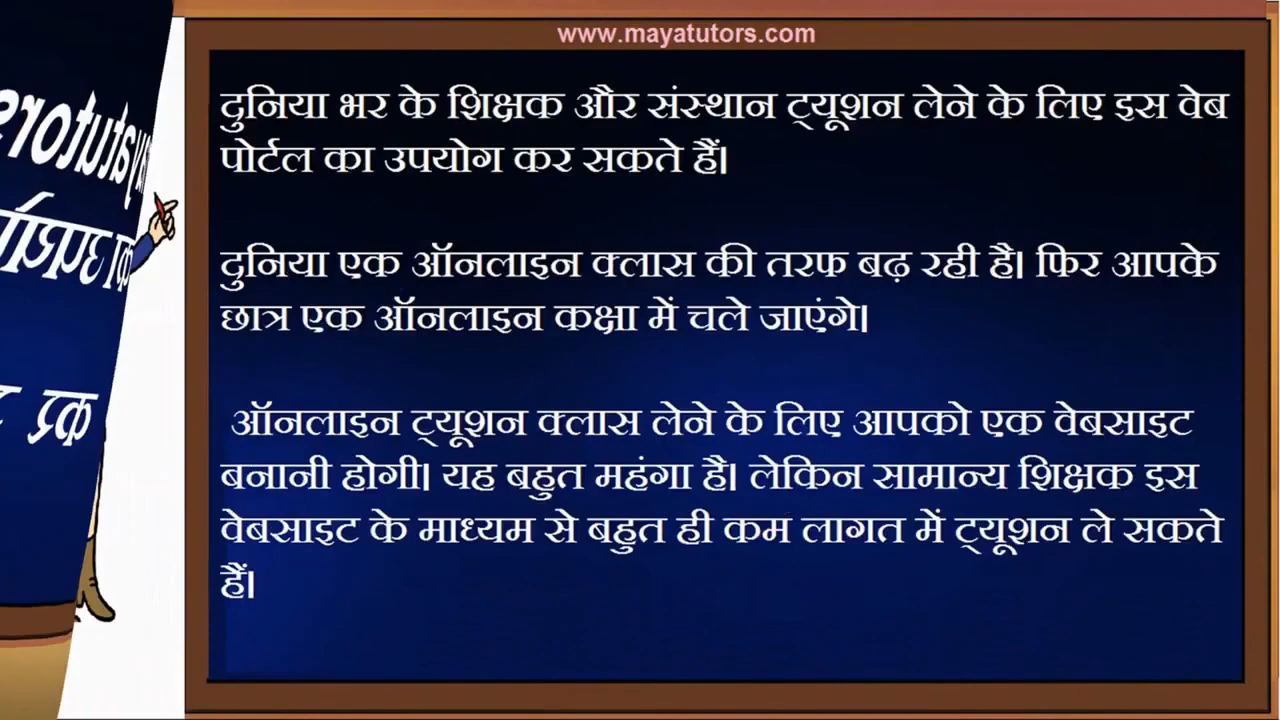 www.mayatutors.com
दुनिया भर के शिक्षक और संस्थान ट्यूशन लेने के लिए इस वेब
पोर्टल का उपयोग कर सकते हैं।
दुनिया एक ऑनलाइन क्लास की तरफ बढ़ रही है। फिर आपके
छात्र एक ऑनलाइन कक्षा में चले जाएंगे।
ऑनलाइन ट्यूशन क्लास लेने के लिए आपको एक वेबसाइट
बनानी होगी। यह बहुत महंगा है। लेकिन सामान्य शिक्षक इस
वेबसाइट के माध्यम से बहुत ही कम लागत में ट्यूशन ले सकते
हैं।